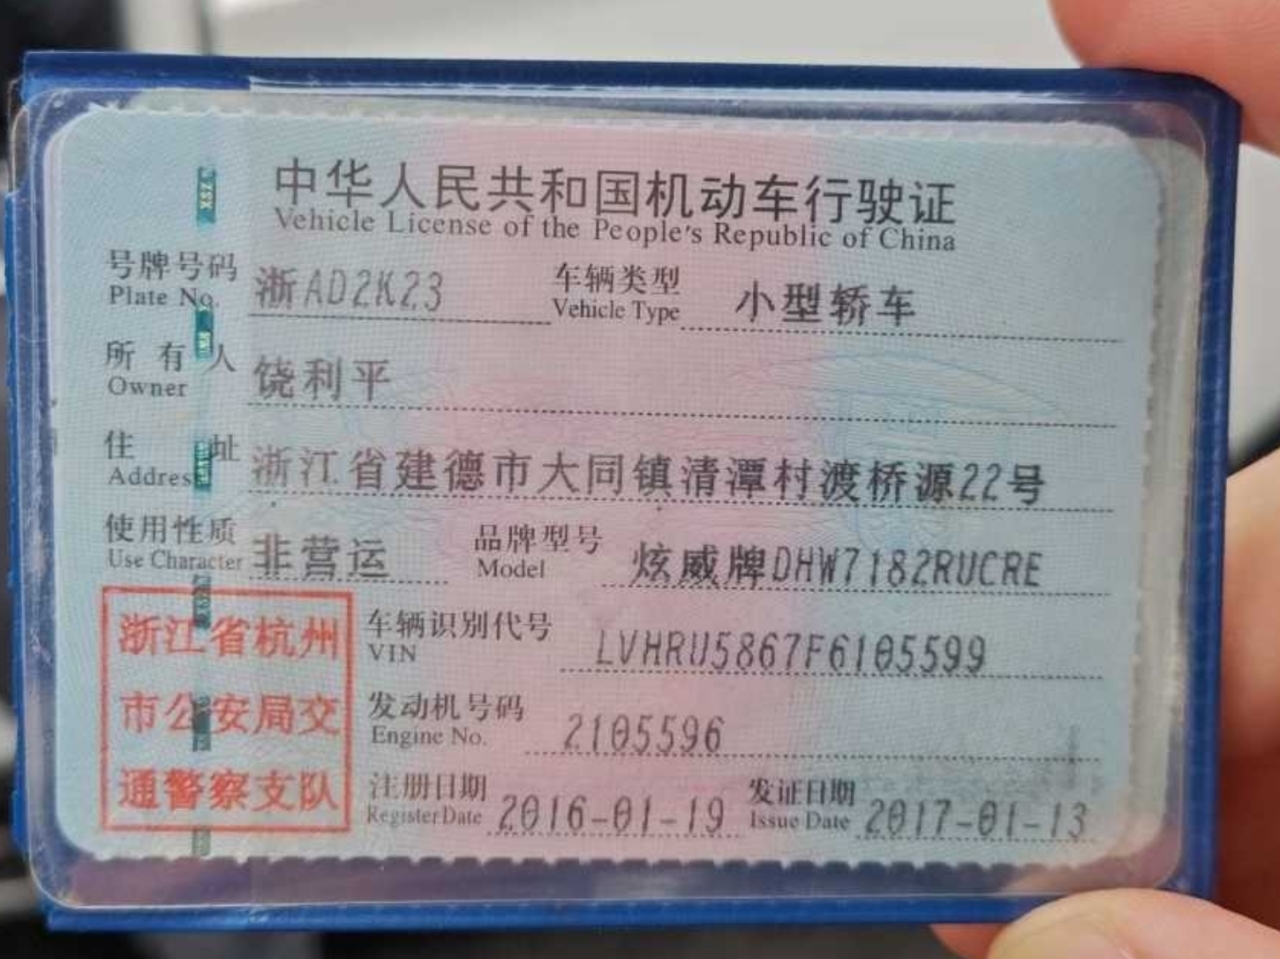 中华人民共和国机动车行驶证
Vehicle License of the People's Republic of China
号牌号码 浙AD2K23 车辆类型 小型轿车
Plate No. Vehicle Type
所有人 饶利平
Owner
住址 浙江省建德市大同镇清潭村渡桥源22号
Address
使用性质 非营运 品牌型号 炫威牌DHW7182RUCRE
Use Character Model
浙江省杭州
市公安局交
通警察支队
车辆识别代号 LVHRU5867F6105599
VIN
发动机号码 2105596
Engine No.
注册日期 2016-01-19 发证日期 2017-01-13
Register Date Issue Date